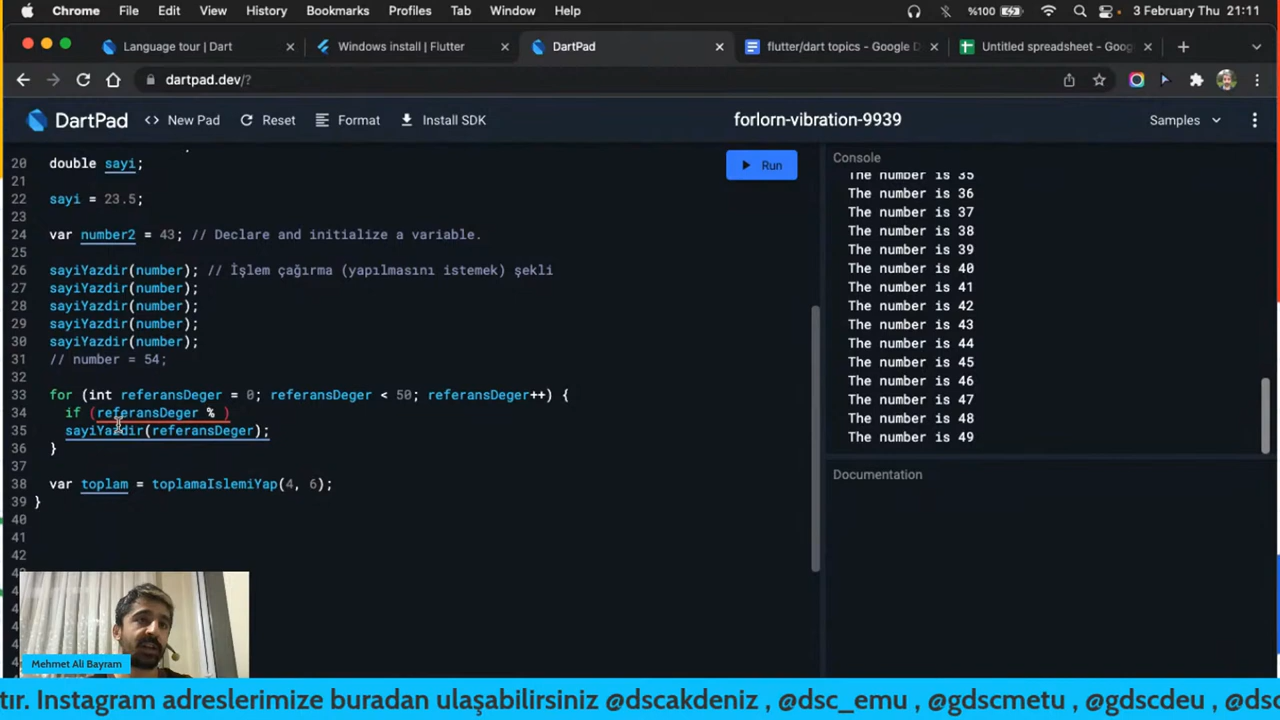 Chrome File Edit View History Bookmarks Profiles Tab Window Help %100 3 February Thu 21:11
Language tour | Dart Windows install | Flutter DartPad flutter/dart topics - Google D Untitled spreadsheet - Goog
dartpad.dev/?
DartPad <> New Pad Reset Format Install SDK forlorn-vibration-9939 Samples
Run
20 double sayi;
21
22 sayi = 23.5;
23
24 var number2 = 43; // Declare and initialize a variable.
25
26 sayiYazdir(number); // İşlem çağırma (yapılmasını istemek) şekli
27 sayiYazdir(number);
28 sayiYazdir(number);
29 sayiYazdir(number);
30 sayiYazdir(number);
31 // number = 54;
32
33 for (int referansDeger = 0; referansDeger < 50; referansDeger++) {
34 if (referansDeger % )
35 sayiYazdir(referansDeger);
36 }
37
38 var toplam = toplamaIslemiYap(4, 6);
39 }
40
41
42
Console
The number is 35
The number is 36
The number is 37
The number is 38
The number is 39
The number is 40
The number is 41
The number is 42
The number is 43
The number is 44
The number is 45
The number is 46
The number is 47
The number is 48
The number is 49
Documentation
Mehmet Ali Bayram
tır. Instagram adreslerimize buradan ulaşabilirsiniz @dscakdeniz , @dsc_emu , @gdscmetu , @gdscdeu , @ds